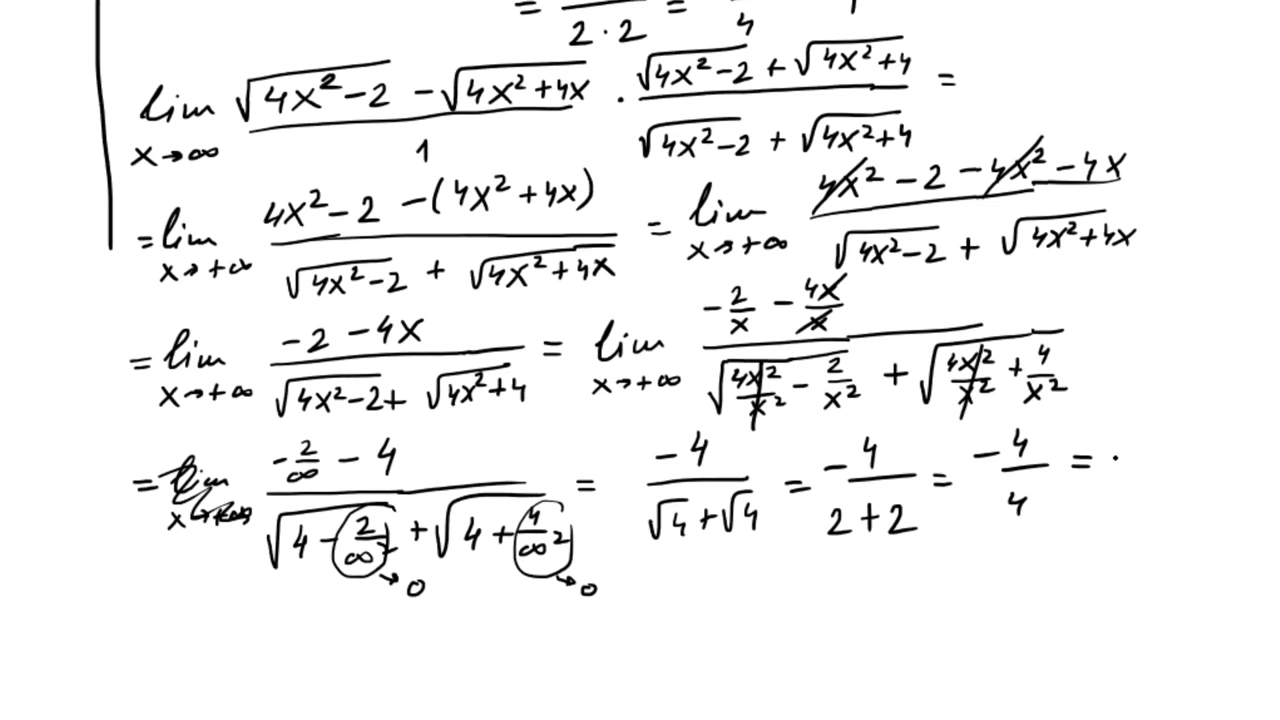 = / 2 · 2 = / 4
lim x→∞ (√(4x² − 2) − √(4x² + 4x)) / 1 · (√(4x² − 2) + √(4x² + 4)) / (√(4x² − 2) + √(4x² + 4)) =
= lim x→+∞ (4x² − 2 − (4x² + 4x)) / (√(4x² − 2) + √(4x² + 4x)) = lim x→+∞ (4x² − 2 − 4x² − 4x) / (√(4x² − 2) + √(4x² + 4x))
= lim x→+∞ (−2 − 4x) / (√(4x² − 2) + √(4x² + 4)) = lim x→+∞ (−2/x − 4x/x) / (√(4x²/x² − 2/x²) + √(4x²/x² + 4/x²))
= lim x→+∞ (−2/∞ − 4) / (√(4 − 2/∞²) + √(4 + 4/∞²)) = −4 / (√4 + √4) = −4 / (2 + 2) = −4 / 4 = ·
→ 0 → 0